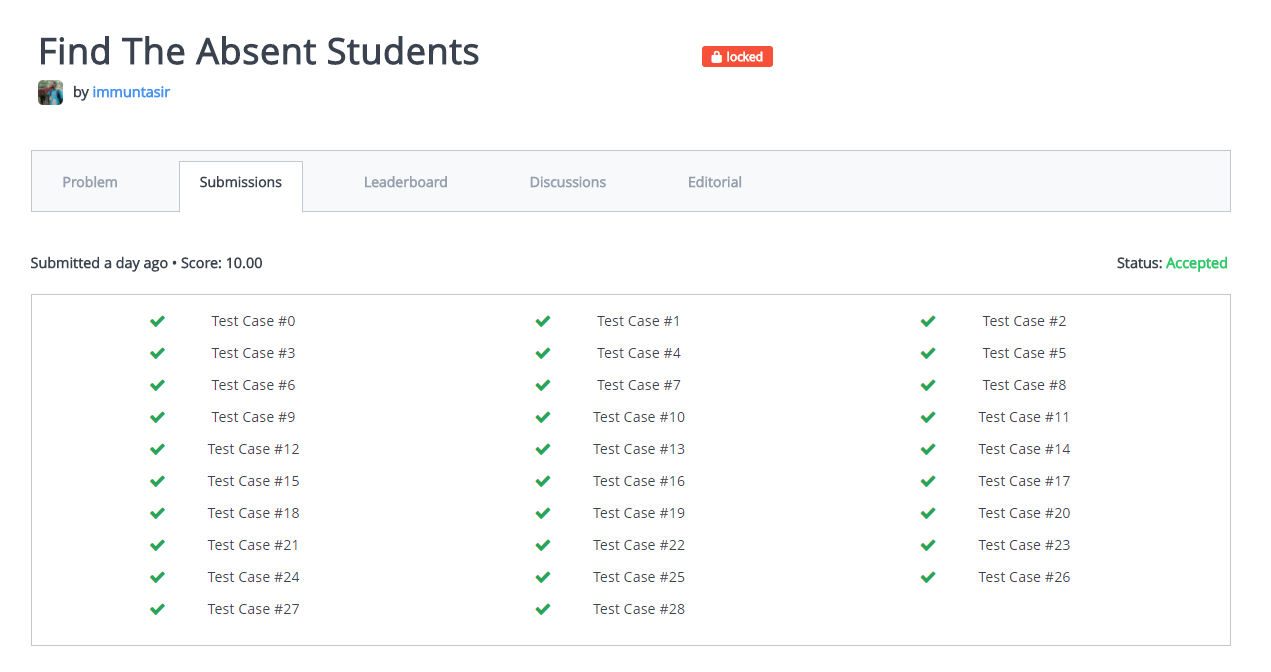 Find The Absent Students
locked
by immuntasir
Problem Submissions Leaderboard Discussions Editorial
Submitted a day ago • Score: 10.00 Status: Accepted
Test Case #0 Test Case #1 Test Case #2
Test Case #3 Test Case #4 Test Case #5
Test Case #6 Test Case #7 Test Case #8
Test Case #9 Test Case #10 Test Case #11
Test Case #12 Test Case #13 Test Case #14
Test Case #15 Test Case #16 Test Case #17
Test Case #18 Test Case #19 Test Case #20
Test Case #21 Test Case #22 Test Case #23
Test Case #24 Test Case #25 Test Case #26
Test Case #27 Test Case #28